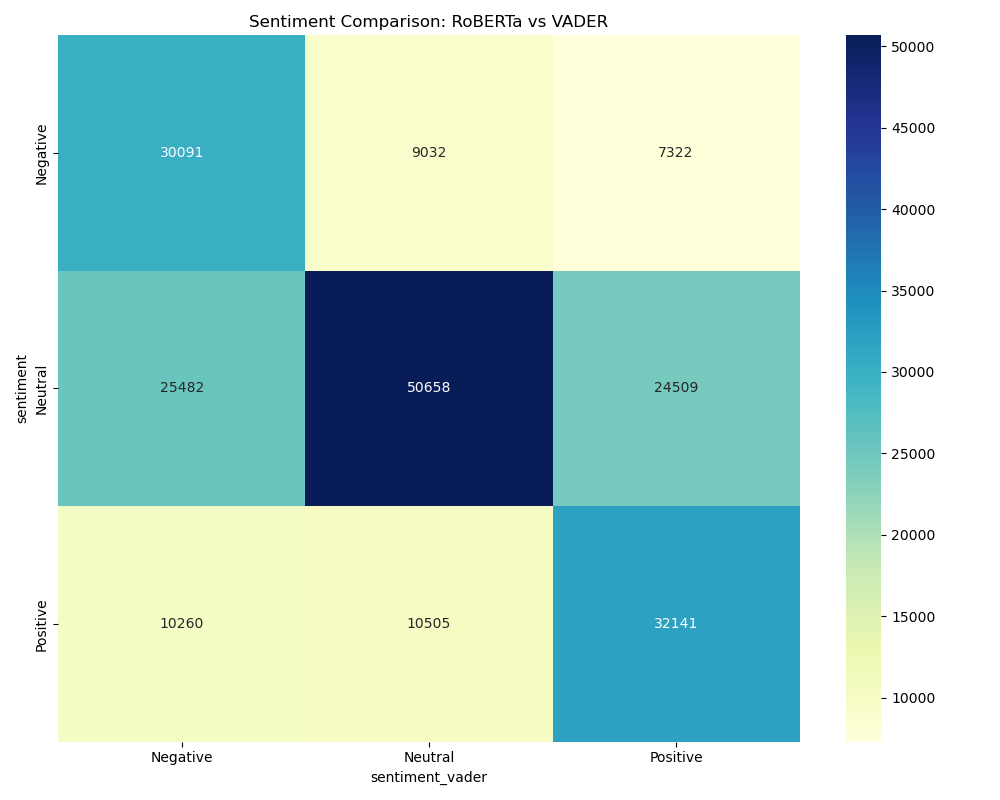 Sentiment Comparison: RoBERTa vs VADER
Negative
30091 9032 7322
sentiment
Neutral
25482 50658 24509
Positive
10260 10505 32141
Negative Neutral Positive
sentiment_vader
50000
45000
40000
35000
30000
25000
20000
15000
10000